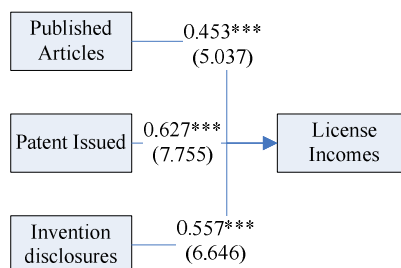 Published
Articles
0.453***
(5.037)
Patent Issued
0.627***
(7.755)
License
Incomes
Invention
disclosures
0.557***
(6.646)